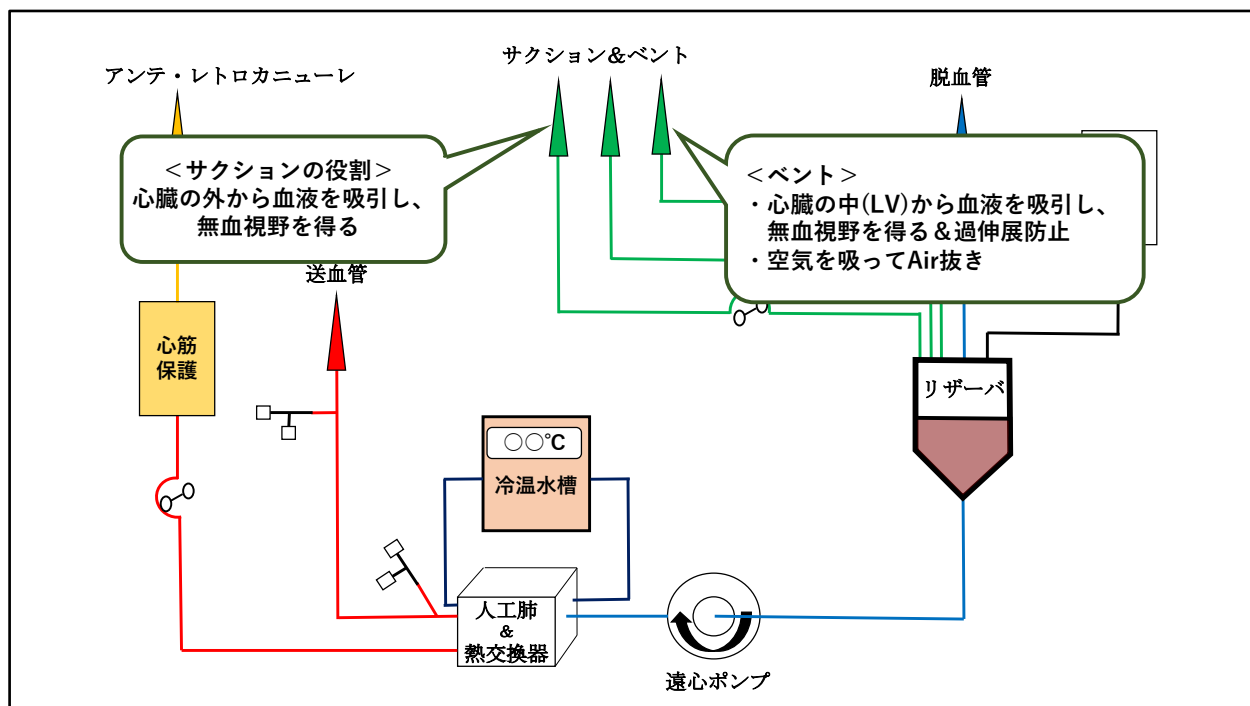 サクション&ベント
アンテ・レトロカニューレ
脱血管
<サクションの役割>
心臓の外から血液を吸引し、
無血視野を得る
<ベント>
・心臓の中(LV)から血液を吸引し、
無血視野を得る&過伸展防止
・空気を吸ってAir抜き
送血管
心筋
保護
リザーバ
〇〇℃
冷温水槽
人工肺
&
熱交換器
遠心ポンプ